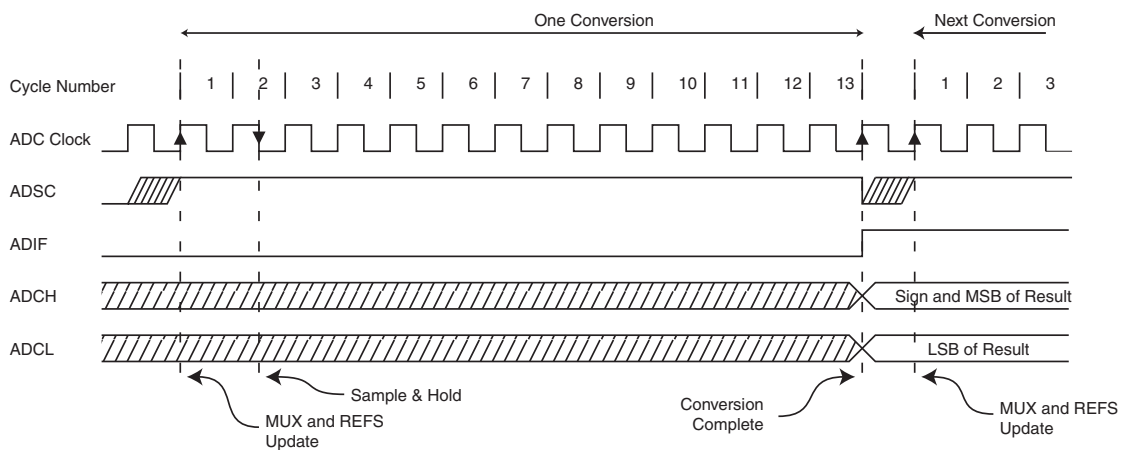 One Conversion
Next Conversion
Cycle Number 1 2 3 4 5 6 7 8 9 10 11 12 13 1 2 3
ADC Clock
ADSC
ADIF
ADCH
Sign and MSB of Result
ADCL
LSB of Result
Sample & Hold
MUX and REFS
Update
Conversion
Complete
MUX and REFS
Update